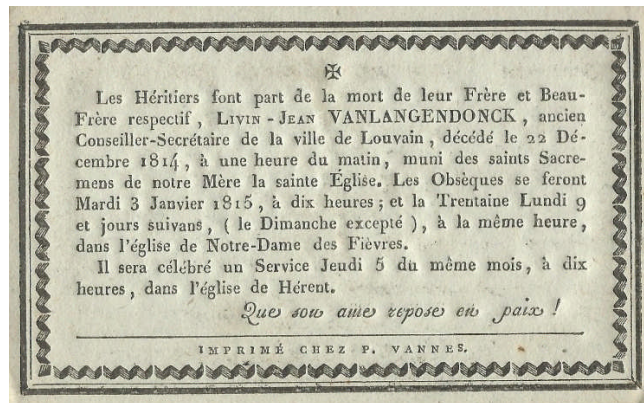 ✠
Les Héritiers font part de la mort de leur Frère et Beau-
Frère respectif, LIVIN-JEAN VANLANGENDONCK, ancien
Conseiller-Secrétaire de la ville de Louvain, décédé le 22 Dé-
cembre 1814, à une heure du matin, muni des saints Sacre-
mens de notre Mère la sainte Église. Les Obsèques se feront
Mardi 3 Janvier 1815, à dix heures; et la Trentaine Lundi 9
et jours suivans, (le Dimanche excepté), à la même heure,
dans l'église de Notre-Dame des Fièvres.
Il sera célébré un Service Jeudi 5 du même mois, à dix
heures, dans l'église de Hérent.
Que son ame repose en paix !
IMPRIMÉ CHEZ P. VANNES.